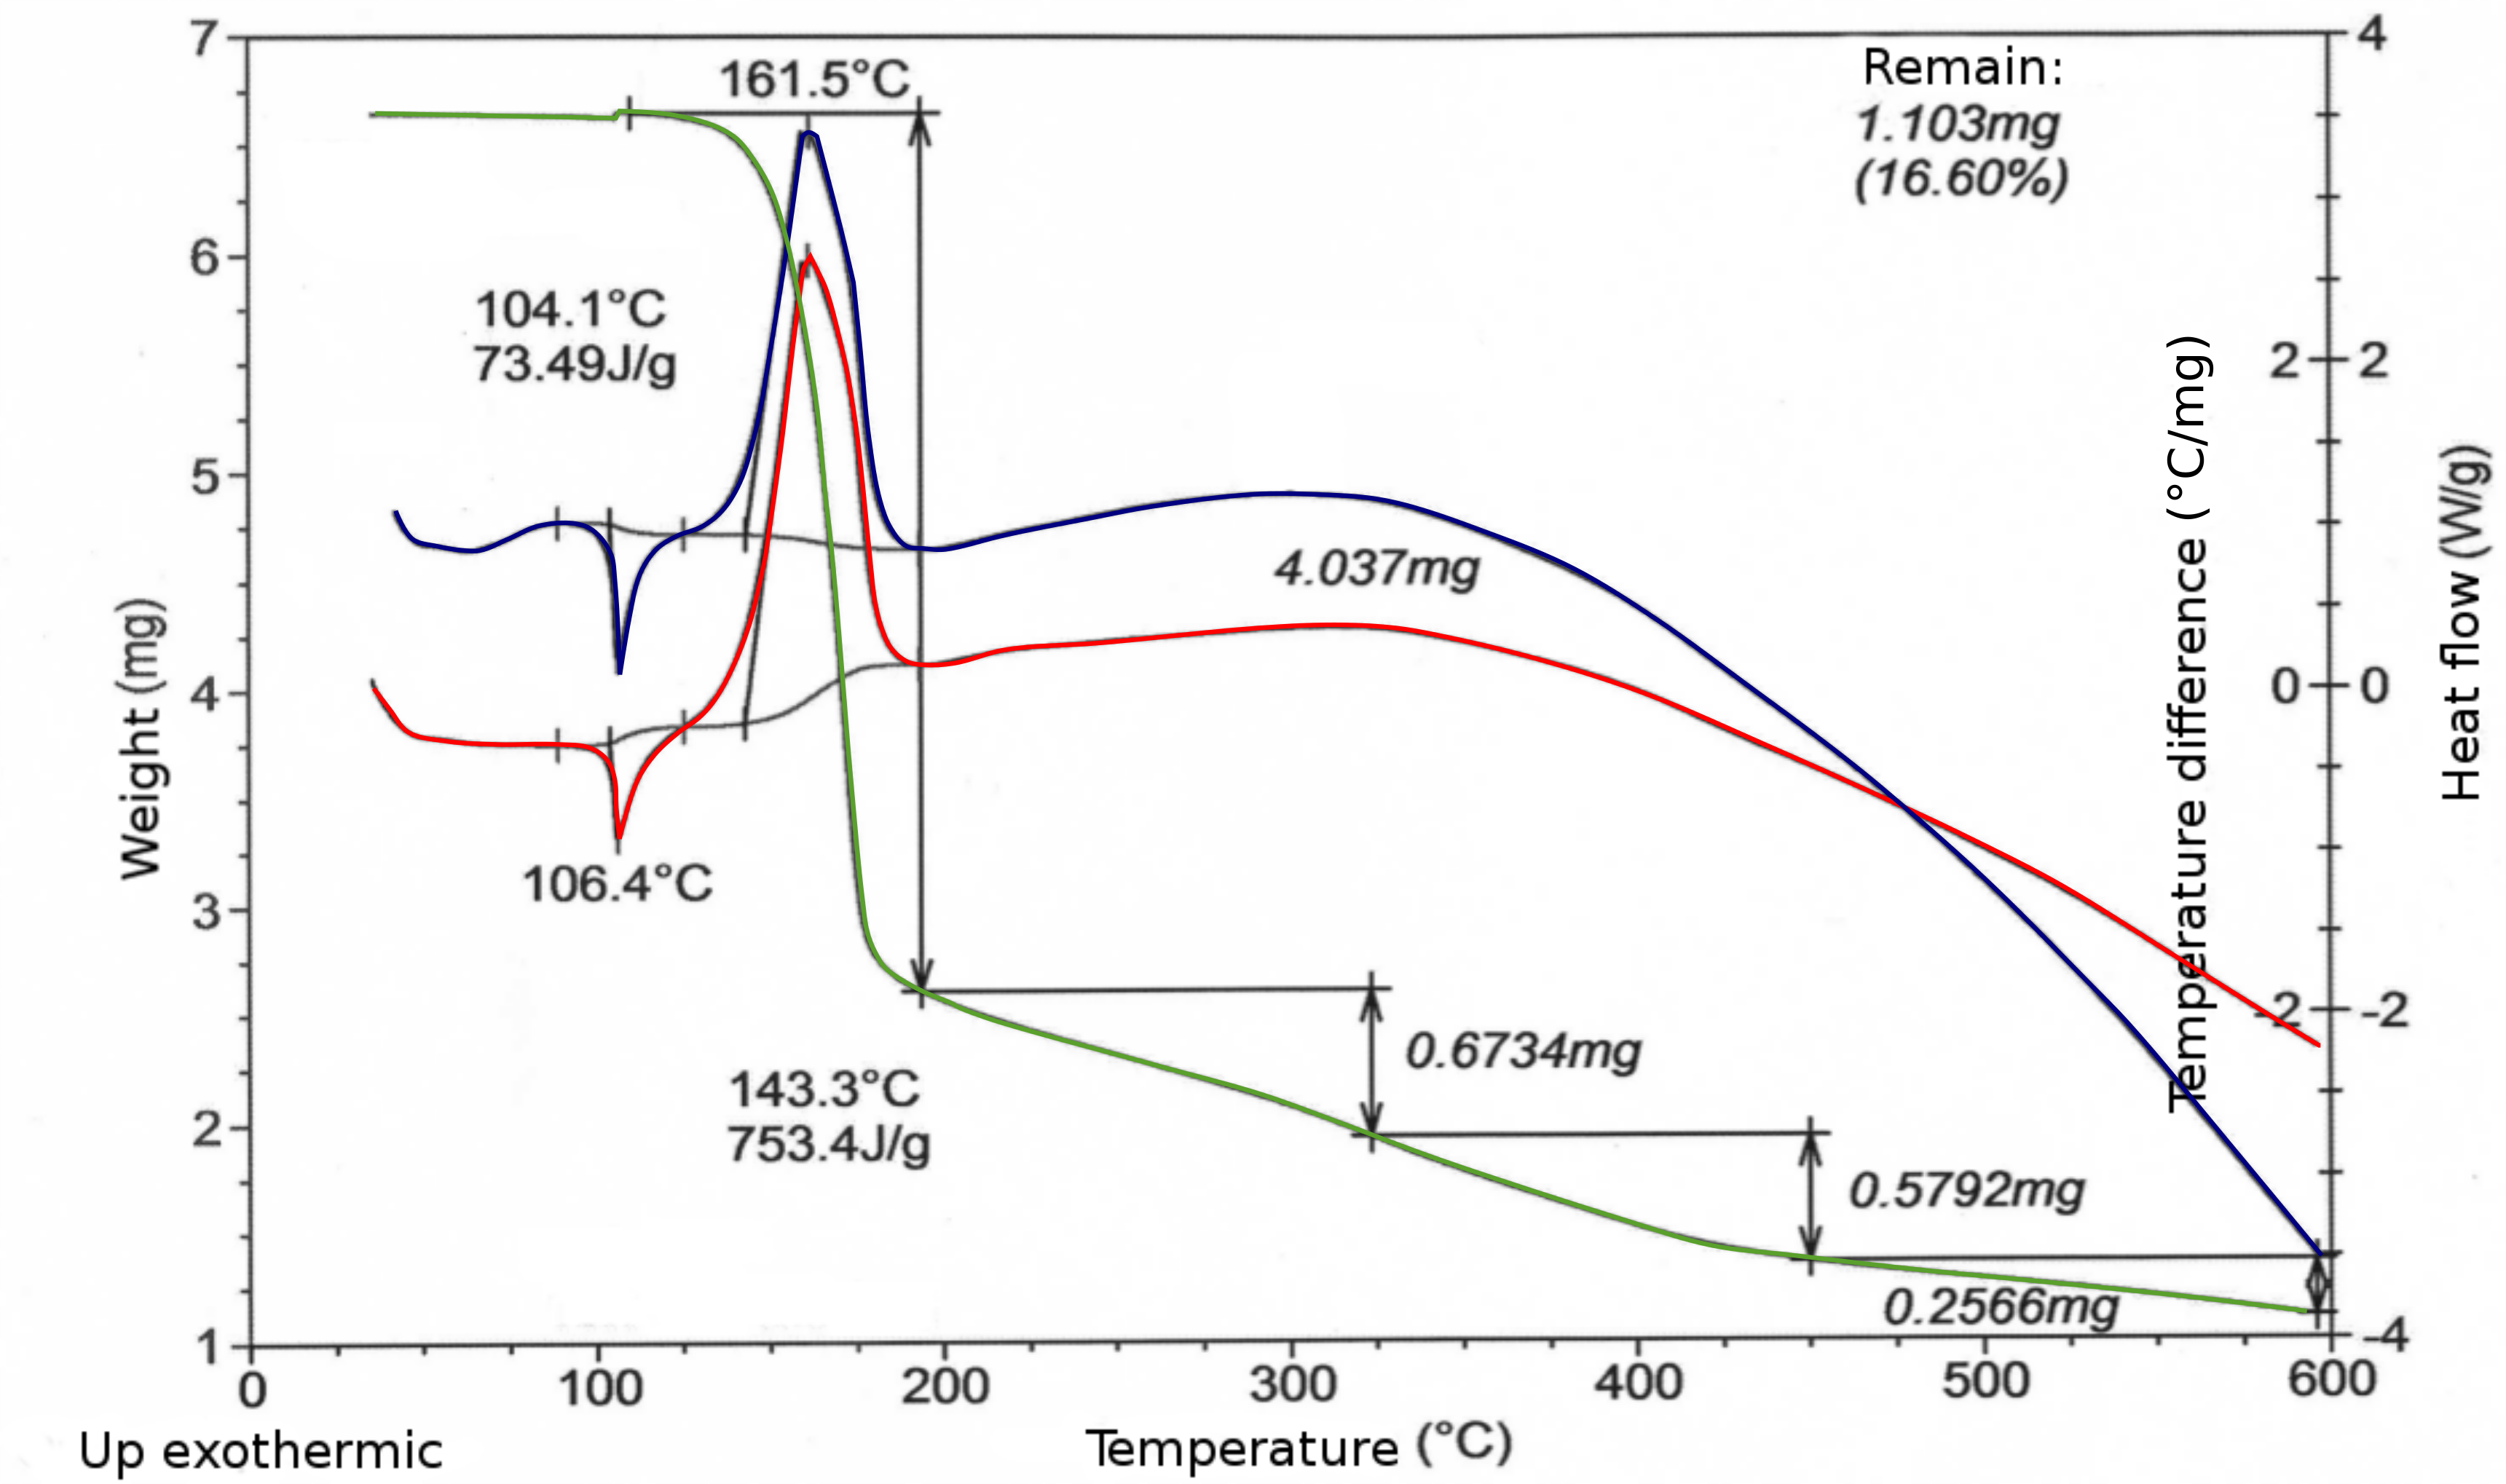 7
4
161.5°C
Remain:
1.103mg
(16.60%)
6
104.1°C
73.49J/g
2
2
5
4.037mg
Temperature difference (°C/mg)
Heat flow (W/g)
Weight (mg)
4
0
0
106.4°C
3
-2
-2
0.6734mg
143.3°C
753.4J/g
2
0.5792mg
0.2566mg
1
-4
0
100
200
300
400
500
600
Up exothermic
Temperature (°C)